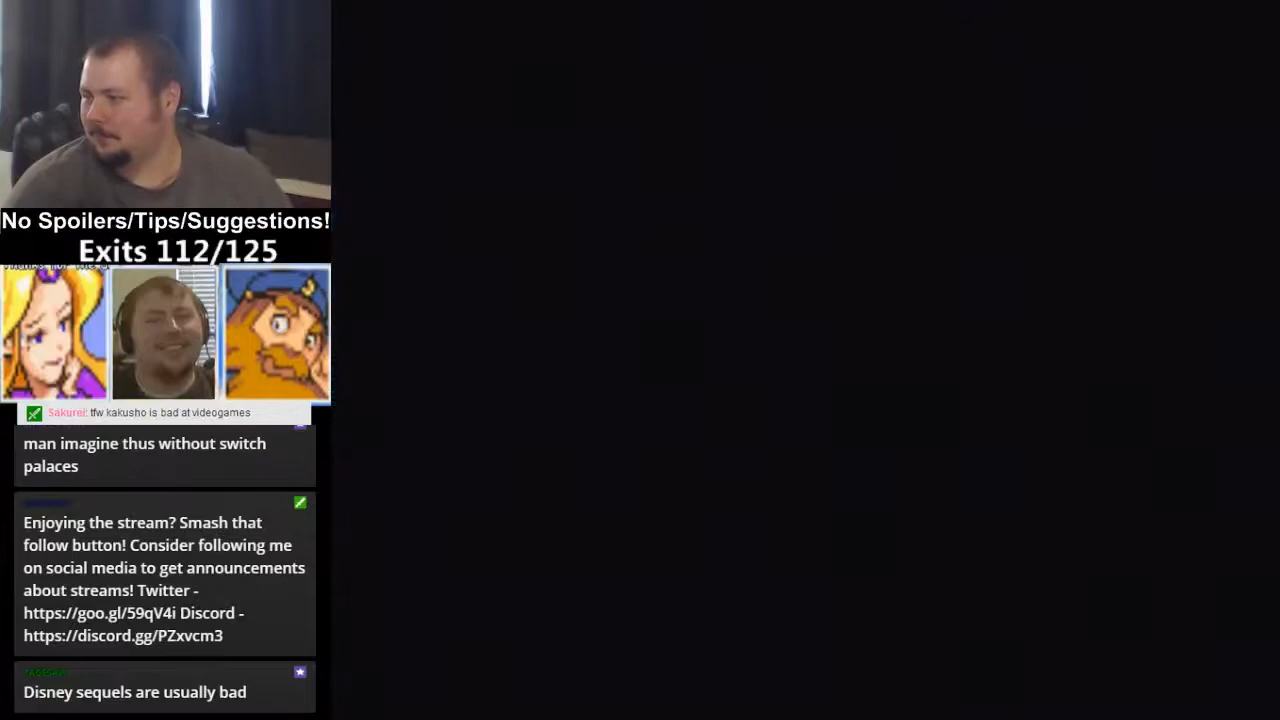 No Spoilers/Tips/Suggestions!
Exits 112/125
Sakurei: tfw kakusho is bad at videogames
man imagine thus without switch
palaces
Enjoying the stream? Smash that
follow button! Consider following me
on social media to get announcements
about streams! Twitter -
https://goo.gl/59qV4i Discord -
https://discord.gg/PZxvcm3
Disney sequels are usually bad